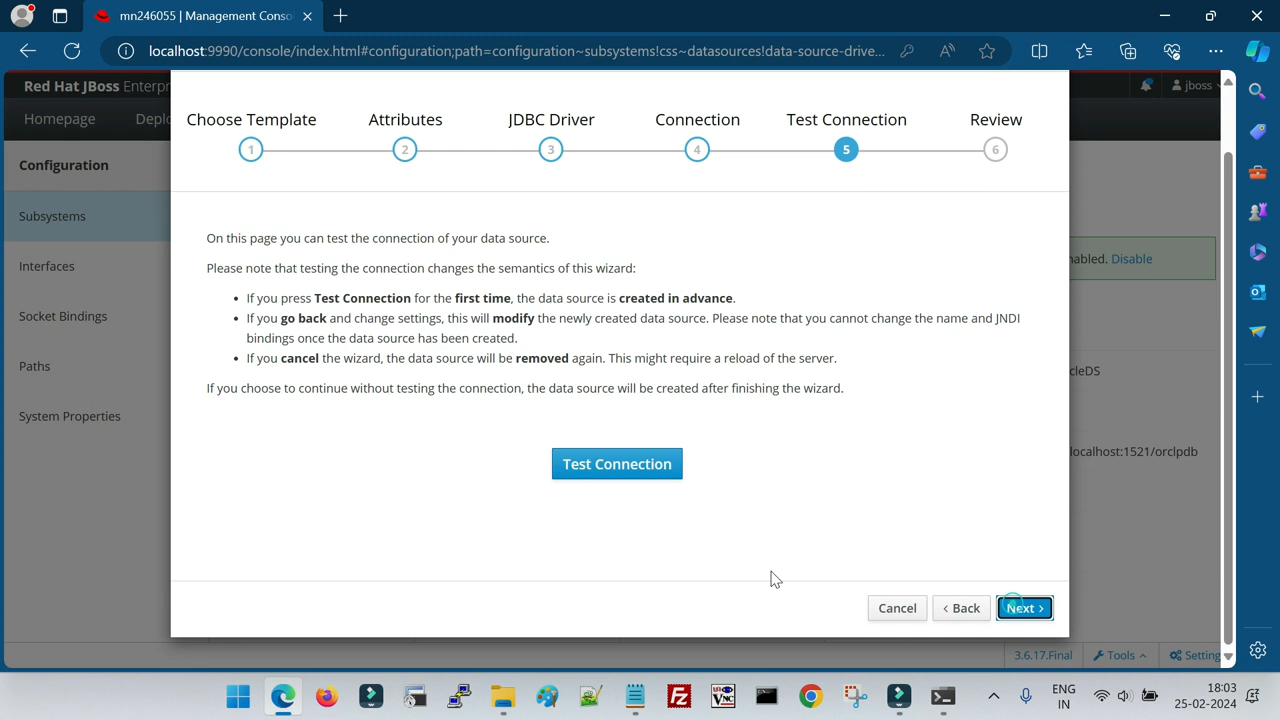 mn246055 | Management Conso
localhost:9990/console/index.html#configuration;path=configuration~subsystems!css~datasources!data-source-drive...
Red Hat JBoss Enterpr
jboss
Homepage
Deplo
Choose Template
Attributes
JDBC Driver
Connection
Test Connection
Review
1
2
3
4
5
6
Configuration
Subsystems
Interfaces
Socket Bindings
Paths
System Properties
On this page you can test the connection of your data source.
Please note that testing the connection changes the semantics of this wizard:
• If you press Test Connection for the first time, the data source is created in advance.
• If you go back and change settings, this will modify the newly created data source. Please note that you cannot change the name and JNDI
bindings once the data source has been created.
• If you cancel the wizard, the data source will be removed again. This might require a reload of the server.
If you choose to continue without testing the connection, the data source will be created after finishing the wizard.
Test Connection
nabled. Disable
cleDS
localhost:1521/orclpdb
Cancel
< Back
Next >
3.6.17.Final
Tools
Setting
ENG
IN
18:03
25-02-2024